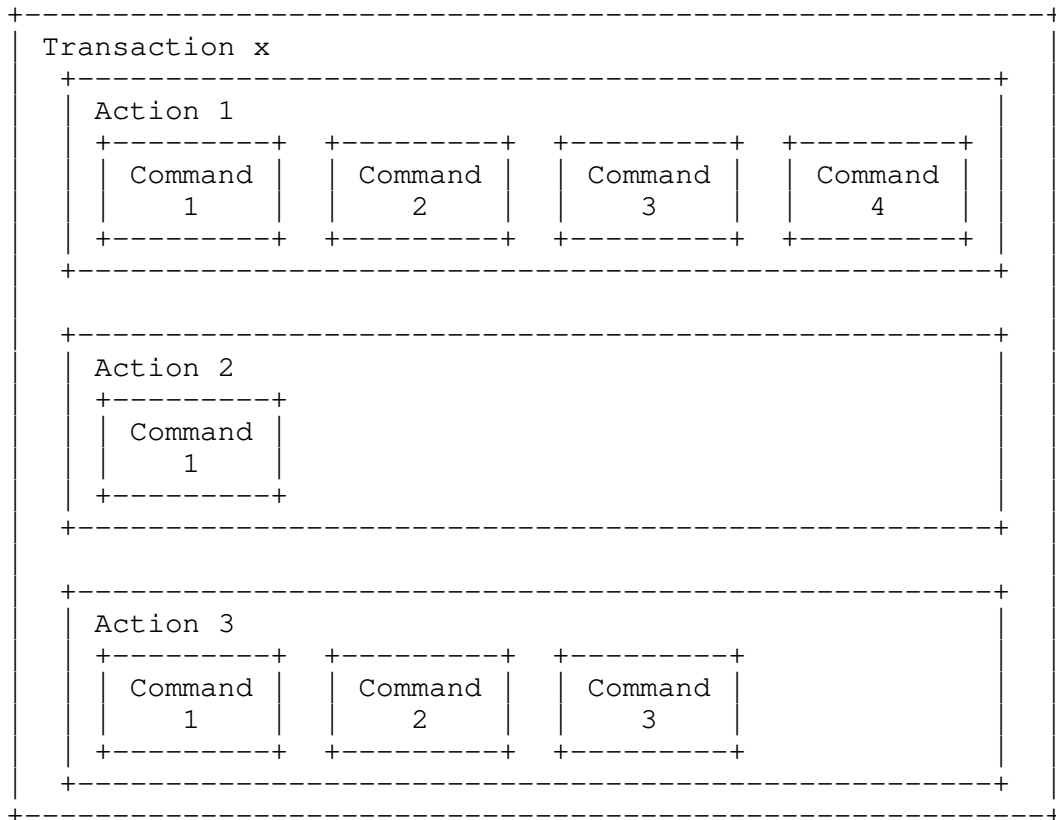 Transaction x
Action 1
Command Command Command Command
1 2 3 4
Action 2
Command
1
Action 3
Command Command Command
1 2 3